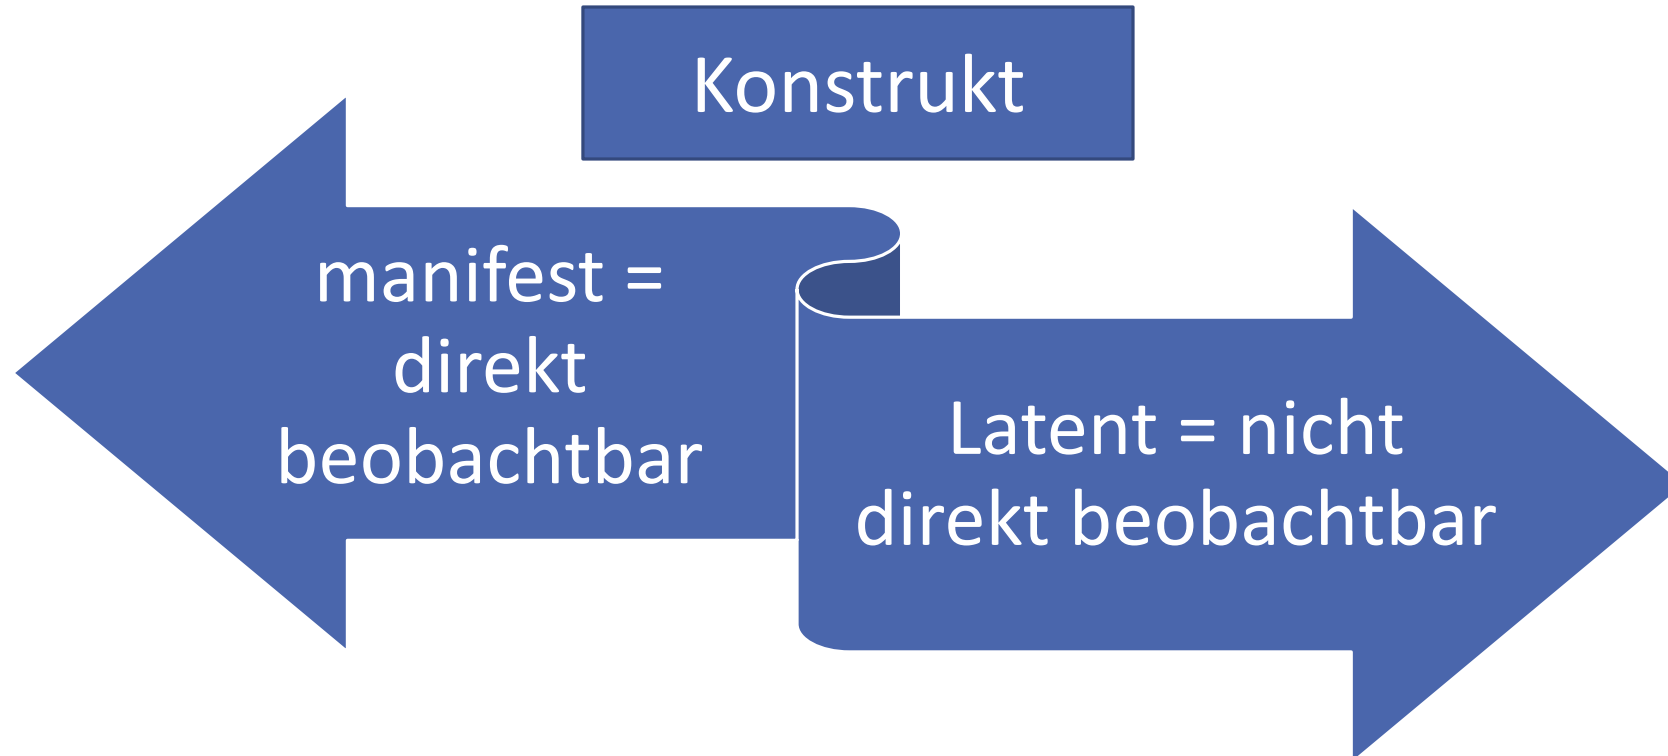 Konstrukt
manifest =
direkt
beobachtbar
Latent = nicht
direkt beobachtbar